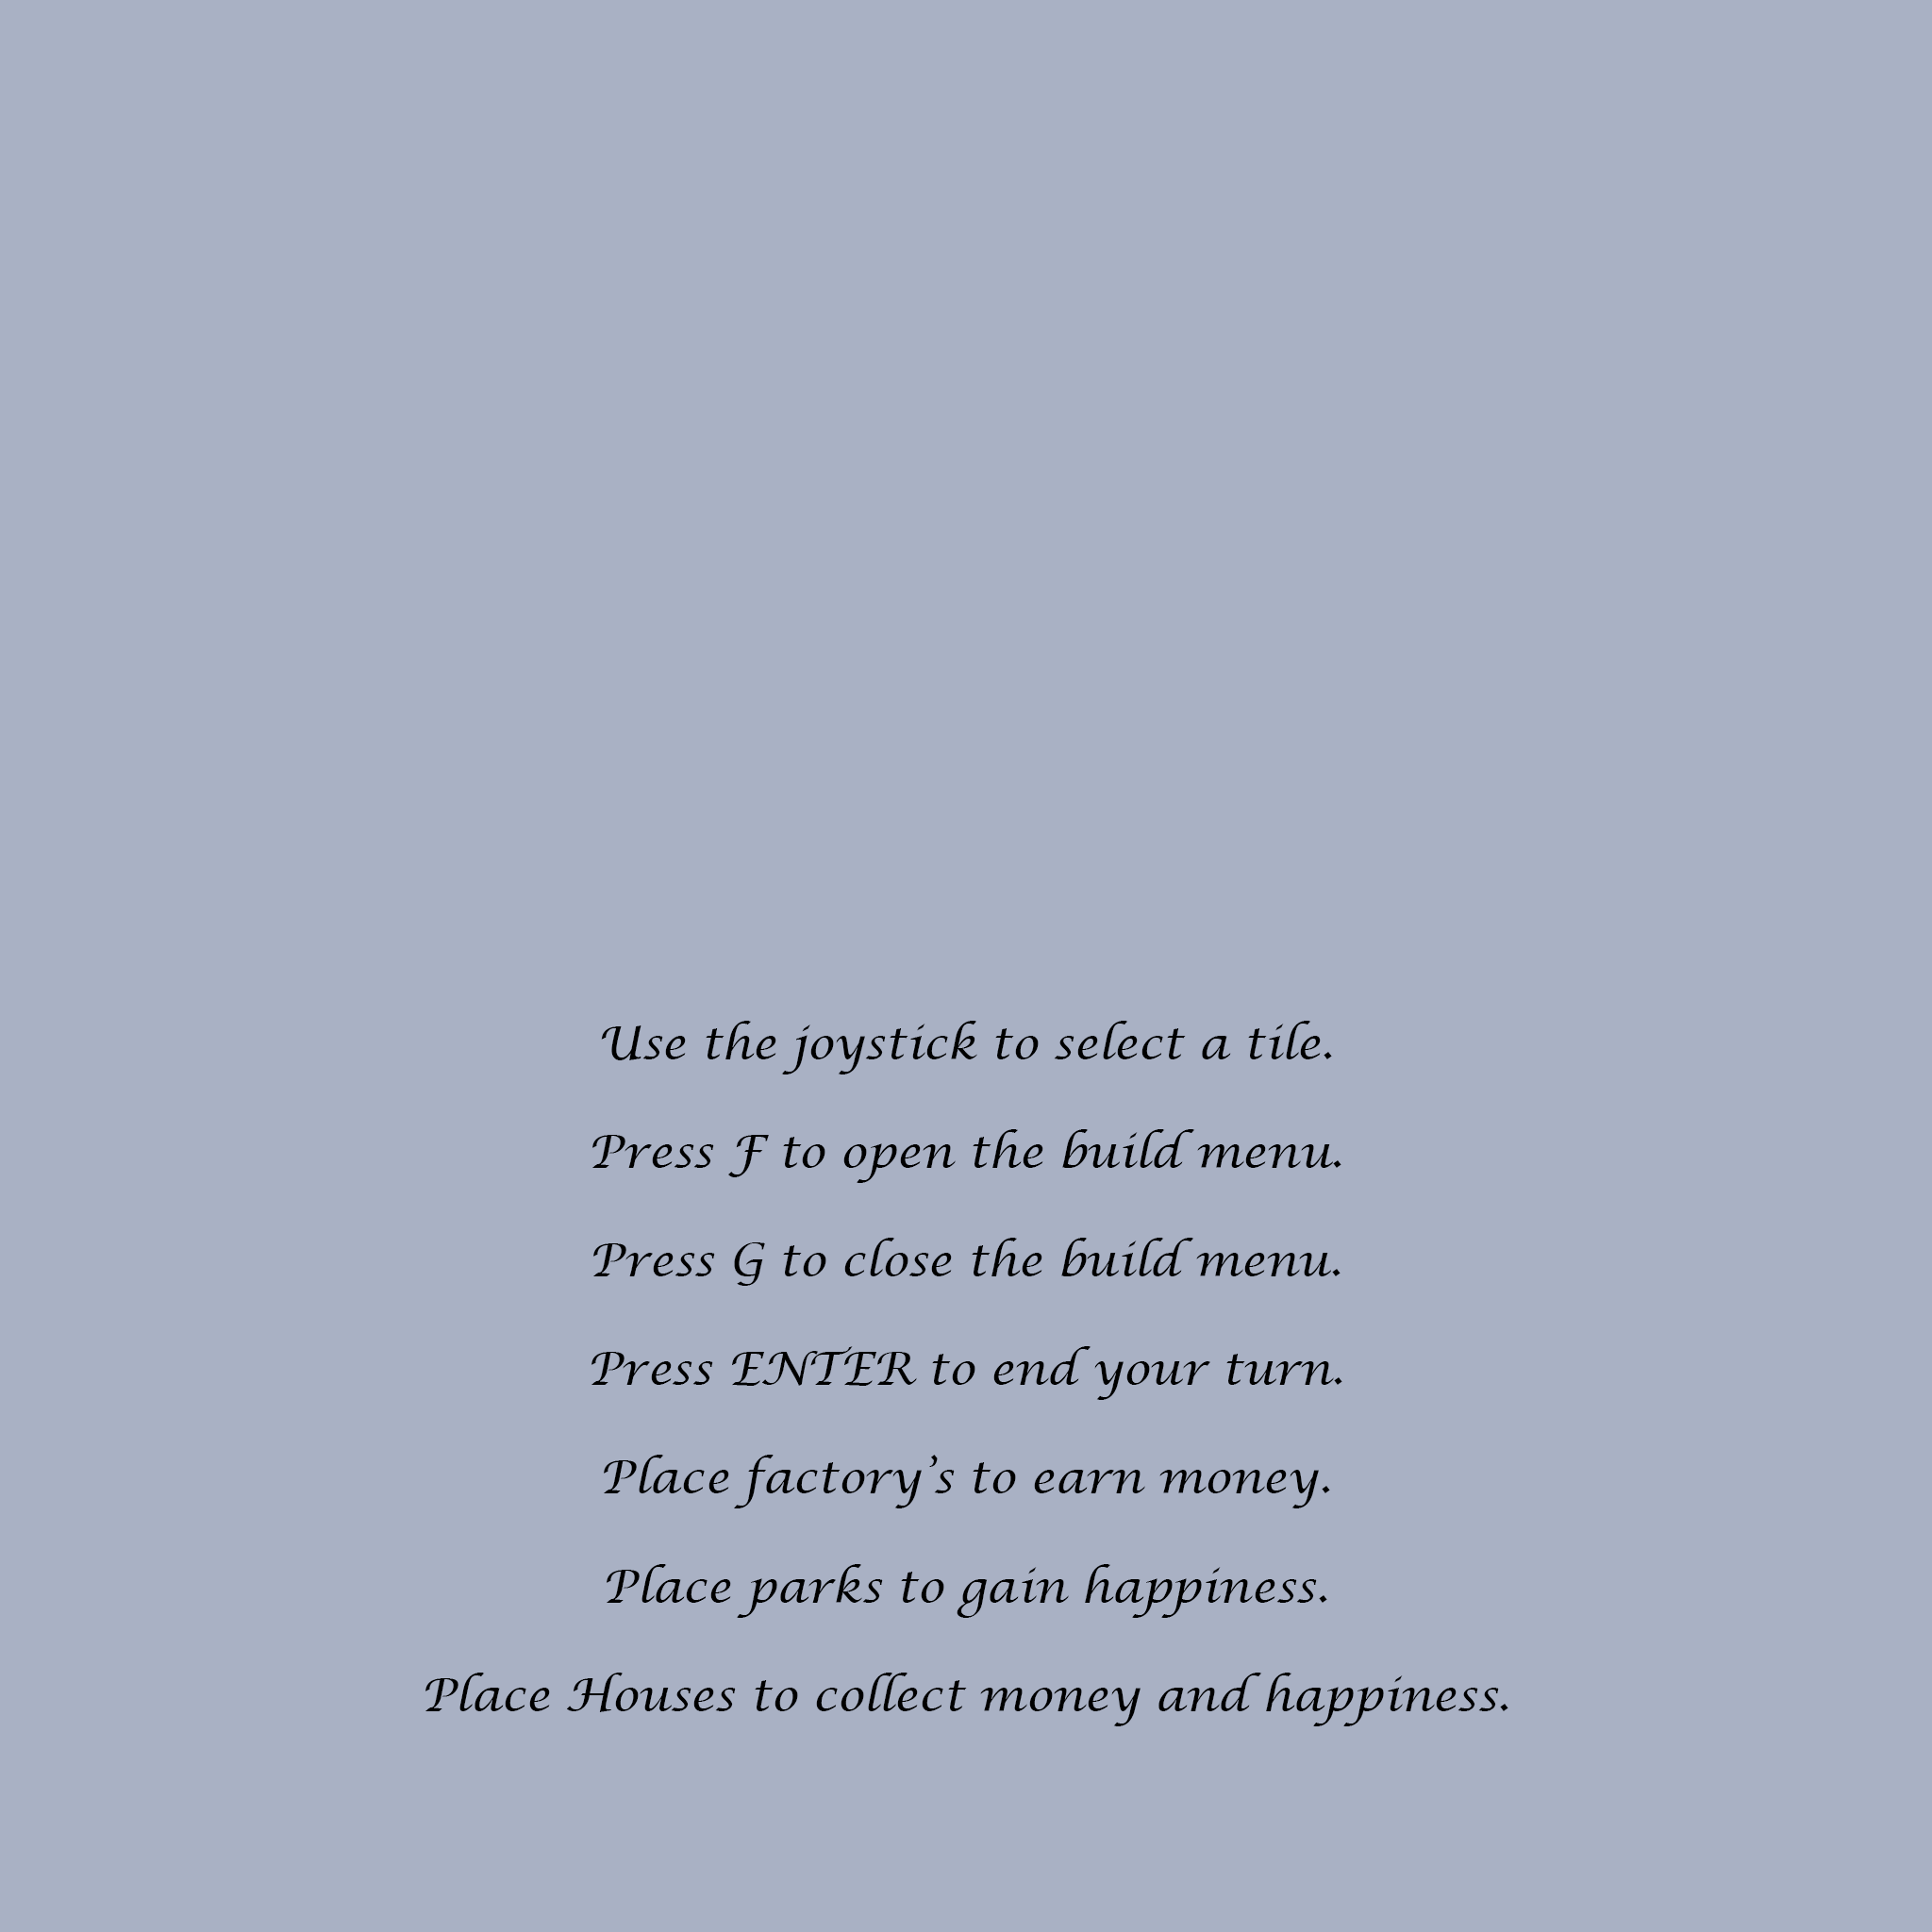 Use the joystick to select a tile.
Press F to open the build menu.
Press G to close the build menu.
Press ENTER to end your turn.
Place factory’s to earn money.
Place parks to gain happiness.
Place Houses to collect money and happiness.